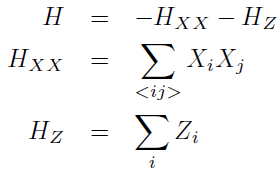 H = −H_{XX} − H_Z
H_{XX} = ∑_{<ij>} X_i X_j
H_Z = ∑_i Z_i